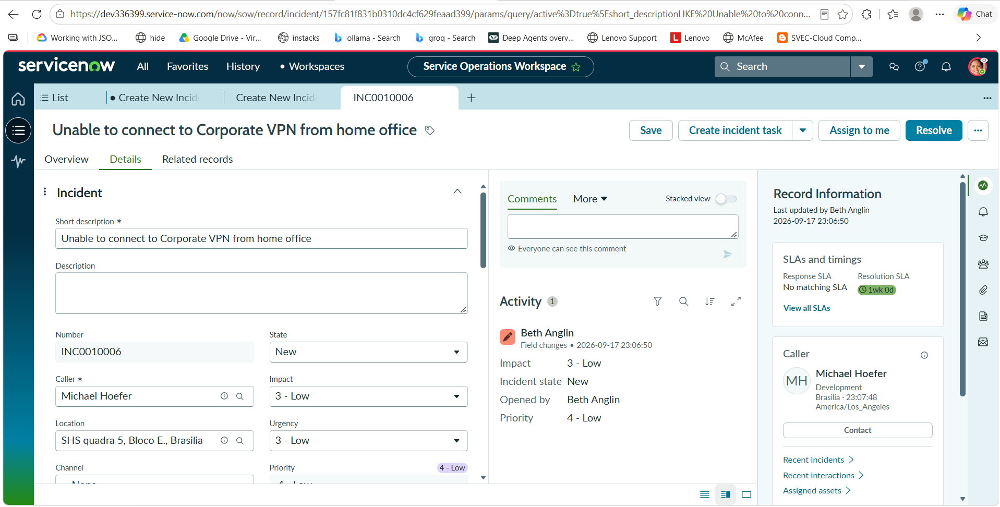 https://dev336399.service-now.com/now/sow/record/incident/157fc81f831b0310dc4cf629feaad399/params/query/active%3Dtrue%5Eshort_descriptionLIKE%20Unable%20to%20conn...
Chat
Working with JSO...
hide
Google Drive - Vir...
instacks
ollama - Search
groq - Search
Deep Agents overv...
Lenovo Support
L Lenovo
McAfee
SVEC-Cloud Comp...
servicenow
All
Favorites
History
• Workspaces
Service Operations Workspace
Search
List
• Create New Incid
Create New Incid
INC0010006
Unable to connect to Corporate VPN from home office
Save
Create incident task
Assign to me
Resolve
Overview
Details
Related records
Incident
Short description *
Unable to connect to Corporate VPN from home office
Description
Number
INC0010006
State
New
Caller *
Michael Hoefer
Impact
3 - Low
Location
SHS quadra 5, Bloco E., Brasilia
Urgency
3 - Low
Channel
Priority
4 - Low
Comments
More
Stacked view
Everyone can see this comment
Activity 1
Beth Anglin
Field changes • 2026-09-17 23:06:50
Impact 3 - Low
Incident state New
Opened by Beth Anglin
Priority 4 - Low
Record Information
Last updated by Beth Anglin
2026-09-17 23:06:50
SLAs and timings
Response SLA
No matching SLA
Resolution SLA
1wk 0d
View all SLAs
Caller
MH
Michael Hoefer
Development
Brasilia · 23:07:48
America/Los_Angeles
Contact
Recent incidents
Recent interactions
Assigned assets